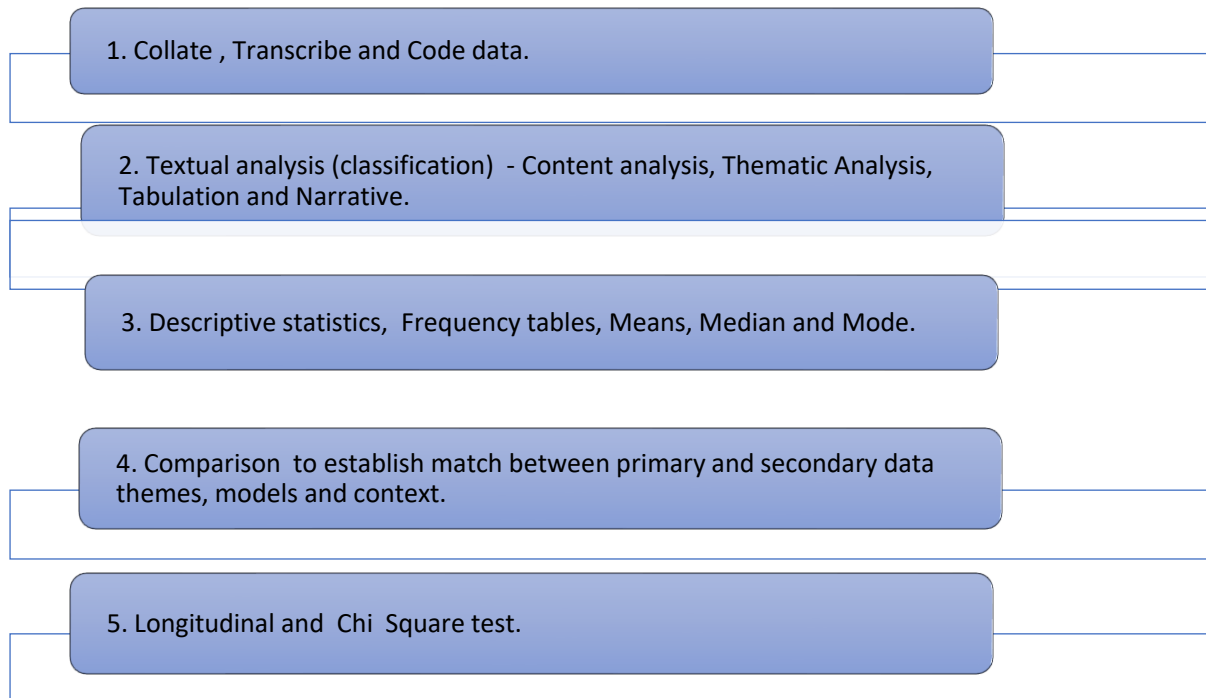 1. Collate , Transcribe and Code data.
2. Textual analysis (classification)  - Content analysis, Thematic Analysis,
Tabulation and Narrative.
3. Descriptive statistics,  Frequency tables, Means, Median and Mode.
4. Comparison  to establish match between primary and secondary data
themes, models and context.
5. Longitudinal and  Chi  Square test.